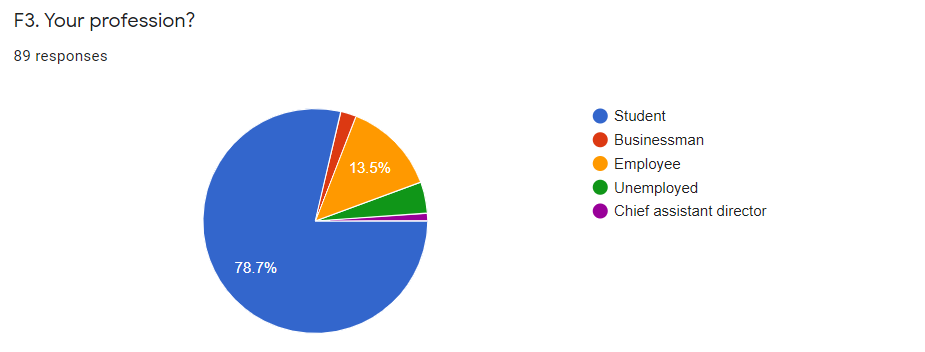 F3. Your profession?
89 responses
13.5%
78.7%
Student
Businessman
Employee
Unemployed
Chief assistant director